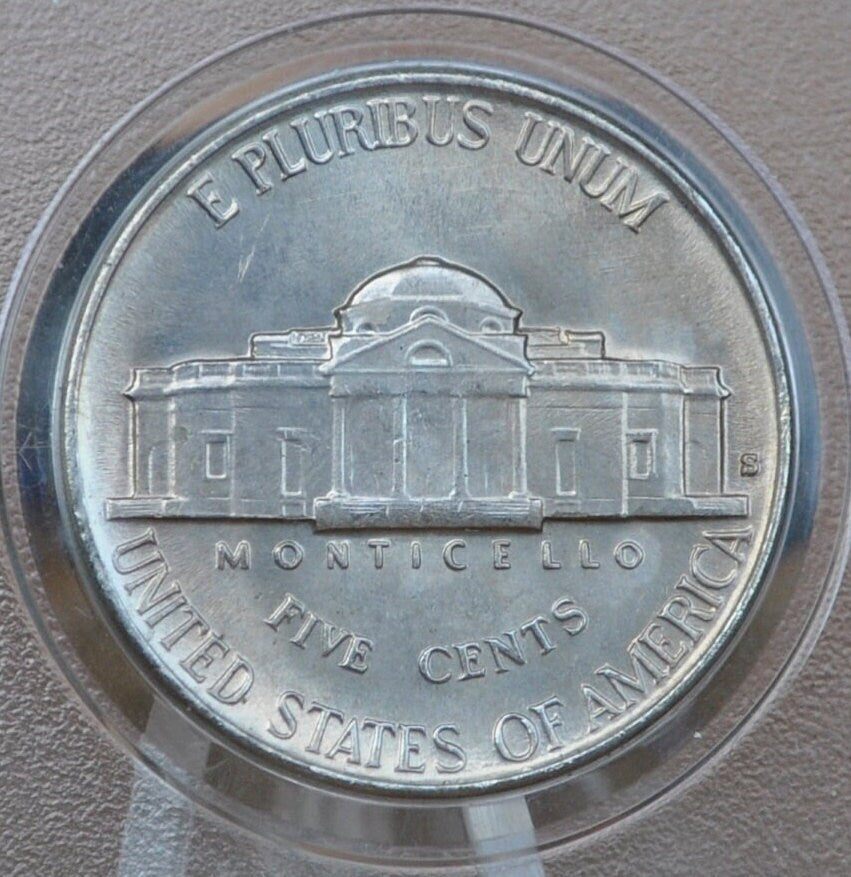 E PLURIBUS UNUM
S
MONTICELLO
FIVE CENTS
UNITED STATES OF AMERICA